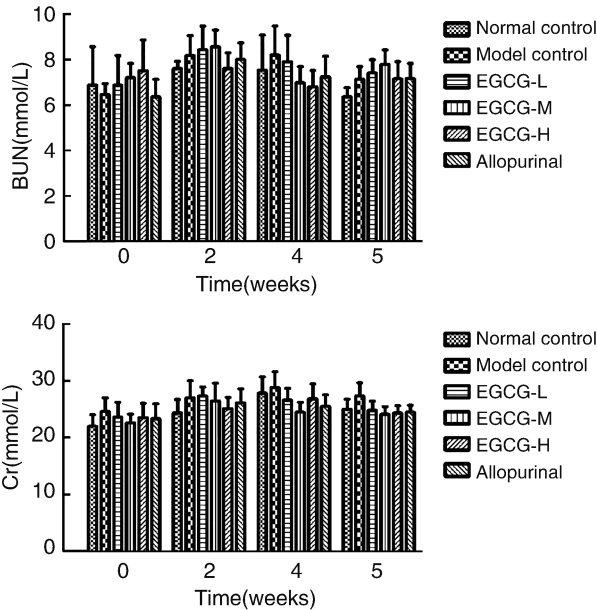 10
8
6
4
2
0
BUN(mmol/L)
0 2 4 5
Time(weeks)
Normal control
Model control
EGCG-L
EGCG-M
EGCG-H
Allopurinal
40
30
20
10
0
Cr(mmol/L)
0 2 4 5
Time(weeks)
Normal control
Model control
EGCG-L
EGCG-M
EGCG-H
Allopurinal